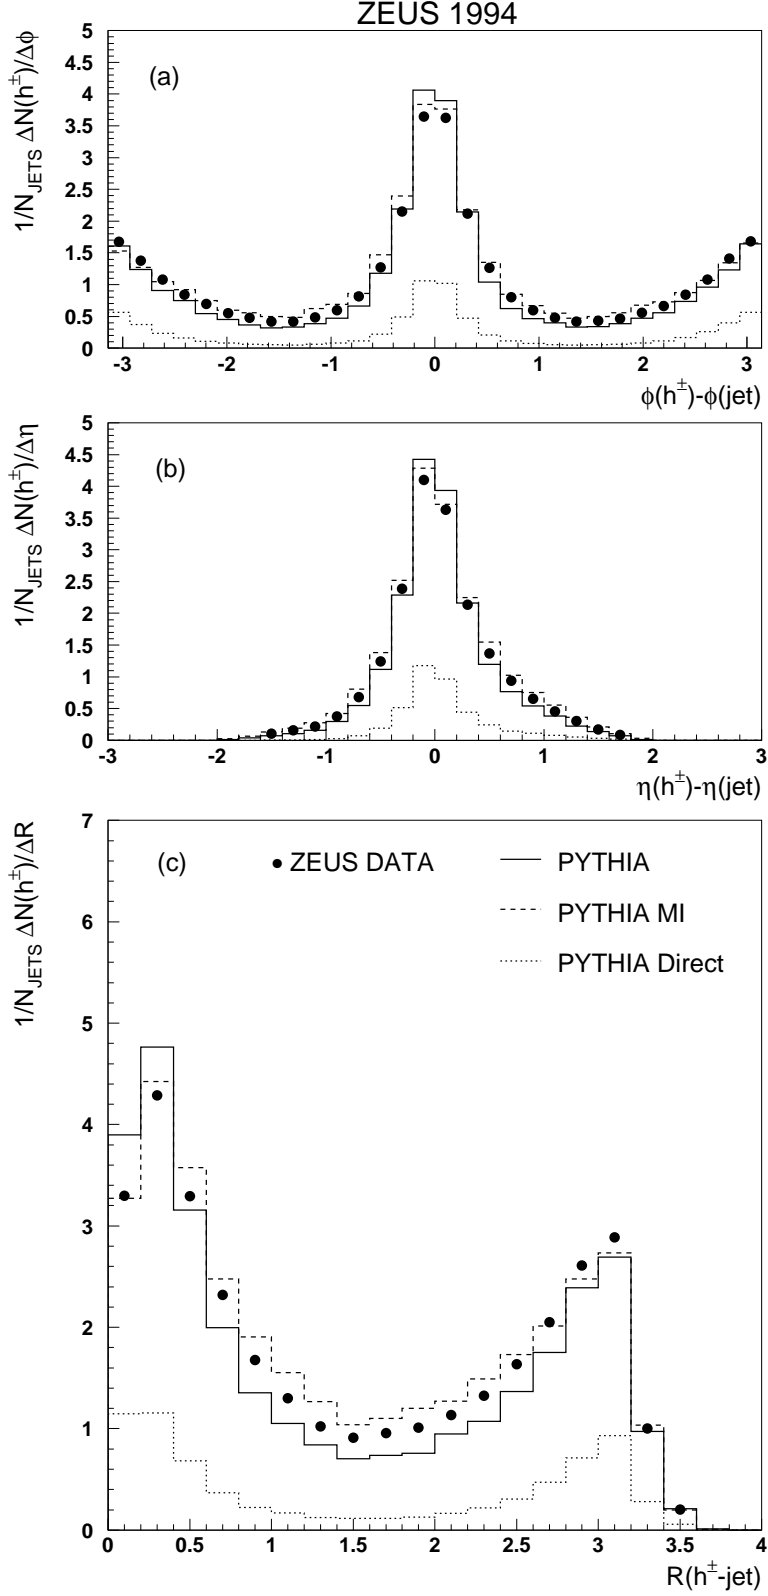 ZEUS 1994
1/N_JETS ΔN(h±)/Δϕ
(a)
5
4.5
4
3.5
3
2.5
2
1.5
1
0.5
0
-3 -2 -1 0 1 2 3
ϕ(h±)-ϕ(jet)
1/N_JETS ΔN(h±)/Δη
(b)
5
4.5
4
3.5
3
2.5
2
1.5
1
0.5
0
-3 -2 -1 0 1 2 3
η(h±)-η(jet)
1/N_JETS ΔN(h±)/ΔR
(c)
ZEUS DATA
PYTHIA
PYTHIA MI
PYTHIA Direct
7
6
5
4
3
2
1
0
0 0.5 1 1.5 2 2.5 3 3.5 4
R(h±-jet)